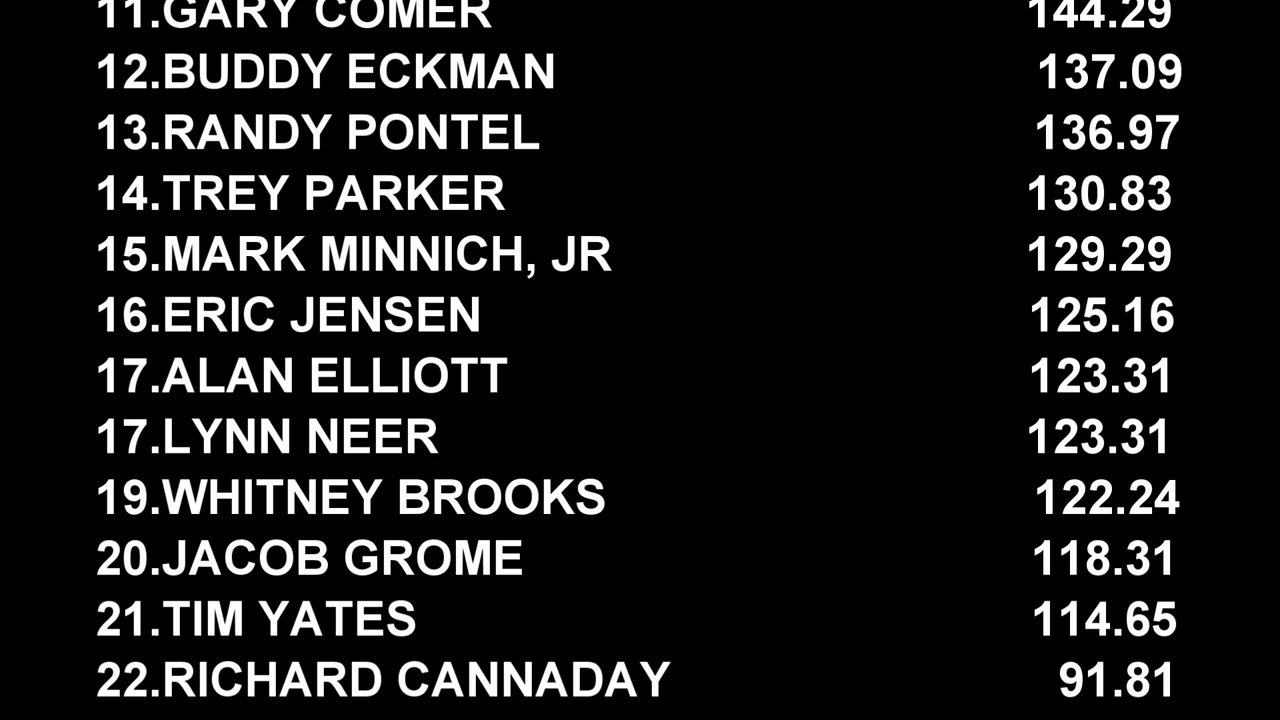 11.GARY COMER 144.29
12.BUDDY ECKMAN 137.09
13.RANDY PONTEL 136.97
14.TREY PARKER 130.83
15.MARK MINNICH, JR 129.29
16.ERIC JENSEN 125.16
17.ALAN ELLIOTT 123.31
17.LYNN NEER 123.31
19.WHITNEY BROOKS 122.24
20.JACOB GROME 118.31
21.TIM YATES 114.65
22.RICHARD CANNADAY 91.81